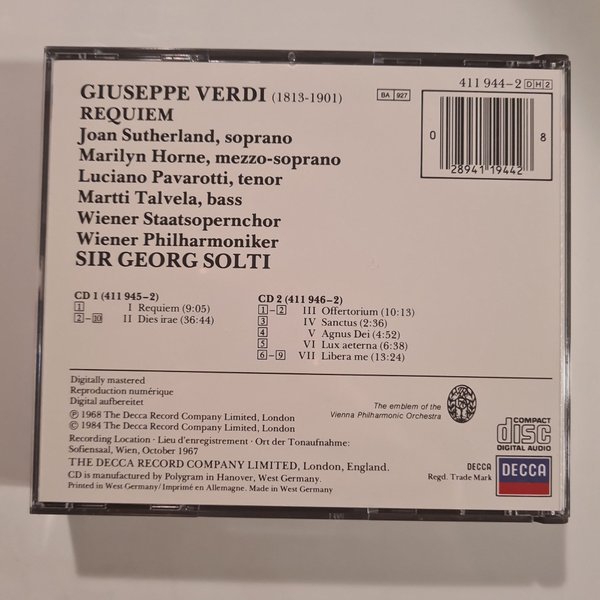 411 944-2 DH2
GIUSEPPE VERDI (1813-1901)
BA 927
REQUIEM
Joan Sutherland, soprano
Marilyn Horne, mezzo-soprano
Luciano Pavarotti, tenor
Martti Talvela, bass
Wiener Staatsopernchor
Wiener Philharmoniker
SIR GEORG SOLTI
0 28941 19442 8
CD 1 (411 945-2)
1 I Requiem (9:05)
2-10 II Dies irae (36:44)
CD 2 (411 946-2)
1-2 III Offertorium (10:13)
3 IV Sanctus (2:36)
4 V Agnus Dei (4:52)
5 VI Lux aeterna (6:38)
6-9 VII Libera me (13:24)
Digitally mastered
Reproduction numérique
Digital aufbereitet
℗ 1968 The Decca Record Company Limited, London
© 1984 The Decca Record Company Limited, London
Recording Location · Lieu d'enregistrement · Ort der Tonaufnahme:
Sofiensaal, Wien, October 1967
THE DECCA RECORD COMPANY LIMITED, London, England.
CD is manufactured by Polygram in Hanover, West Germany.
Printed in West Germany/Imprimé en Allemagne. Made in West Germany
The emblem of the
Vienna Philharmonic Orchestra
COMPACT
disc
DIGITAL AUDIO
DECCA
Regd. Trade Mark
DECCA